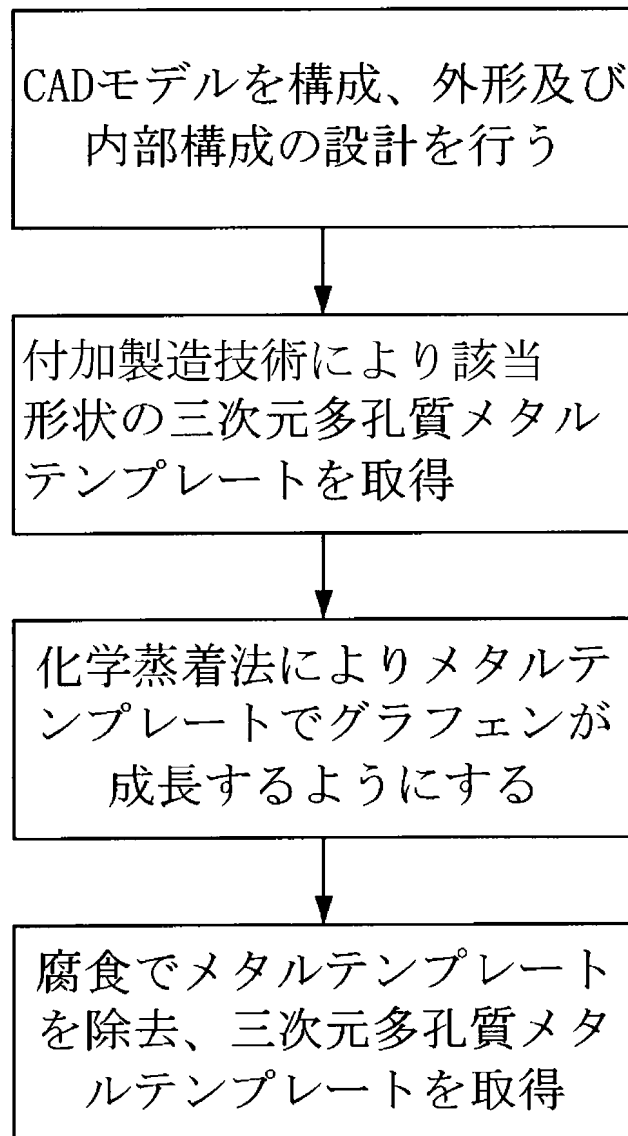 CADモデルを構成、外形及び
内部構成の設計を行う
付加製造技術により該当
形状の三次元多孔質メタル
テンプレートを取得
化学蒸着法によりメタルテ
ンプレートでグラフェンが
成長するようにする
腐食でメタルテンプレート
を除去、三次元多孔質メタ
ルテンプレートを取得